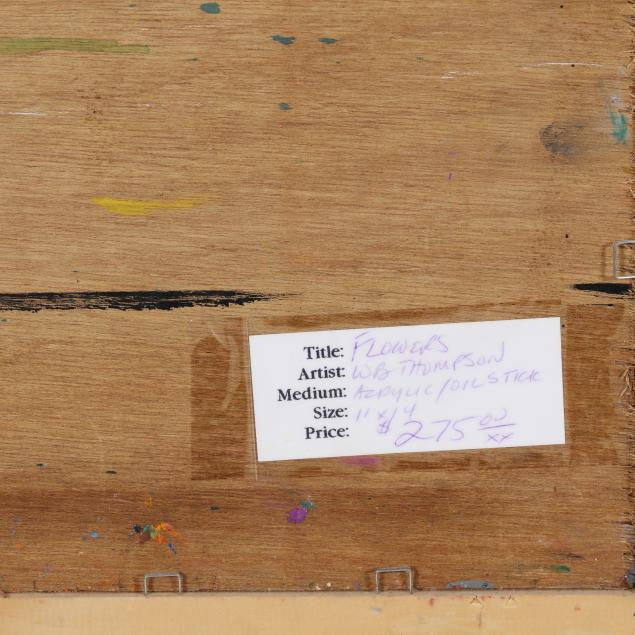 Title: FLOWERS
Artist: WB THOMPSON
Medium: ACRYLIC/OILSTICK
Size: 11 x 14
Price: $275 00/xx